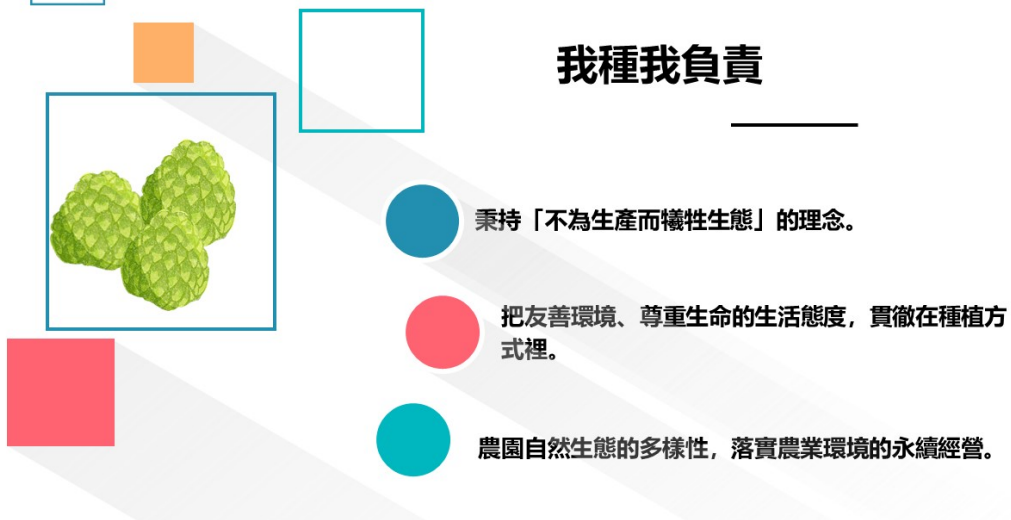 我種我負責
秉持「不為生產而犧牲生態」的理念。
把友善環境、尊重生命的生活態度，貫徹在種植方
式裡。
農園自然生態的多樣性，落實農業環境的永續經營。